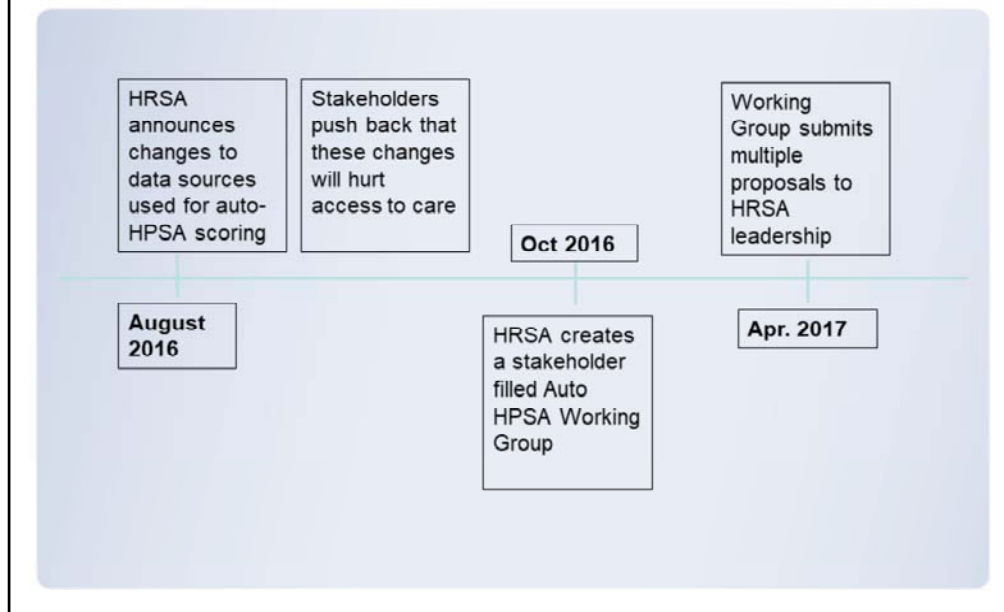 HRSA
announces
changes to
data sources
used for auto-
HPSA scoring
Stakeholders
push back that
these changes
will hurt
access to care
Working
Group submits
multiple
proposals to
HRSA
leadership
Oct 2016
August
2016
HRSA creates
a stakeholder
filled Auto
HPSA Working
Group
Apr. 2017